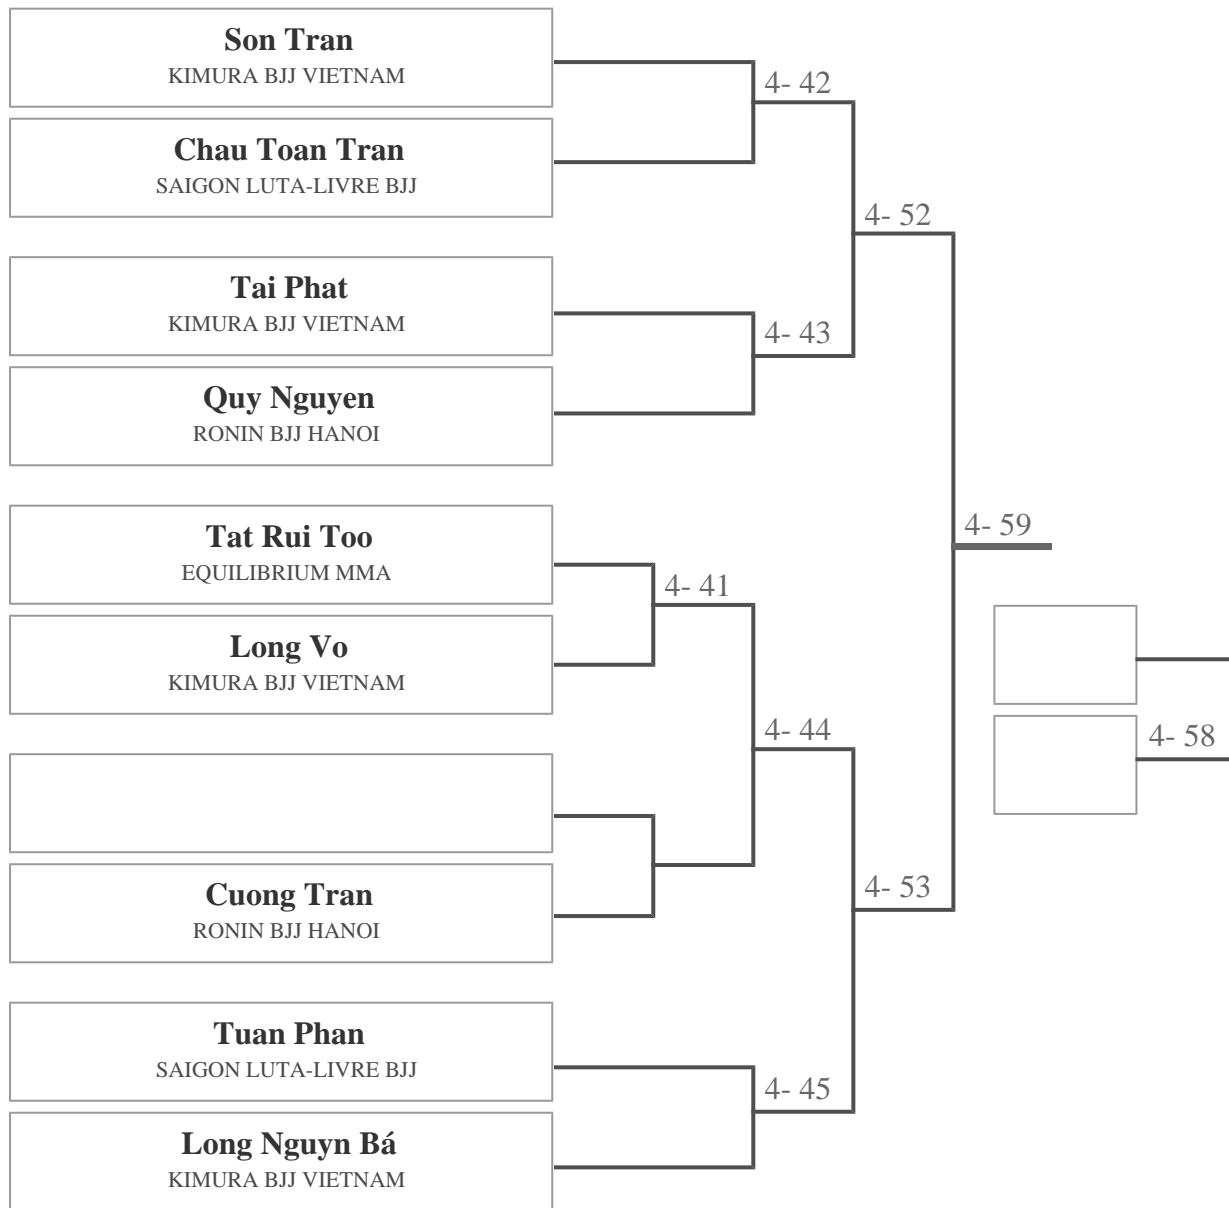 Son Tran
KIMURA BJJ VIETNAM
4- 42
Chau Toan Tran
SAIGON LUTA-LIVRE BJJ
4- 52
Tai Phat
KIMURA BJJ VIETNAM
4- 43
Quy Nguyen
RONIN BJJ HANOI
Tat Rui Too
EQUILIBRIUM MMA
4- 59
4- 41
Long Vo
KIMURA BJJ VIETNAM
4- 44
4- 58
Cuong Tran
RONIN BJJ HANOI
4- 53
Tuan Phan
SAIGON LUTA-LIVRE BJJ
4- 45
Long Nguyn Bá
KIMURA BJJ VIETNAM